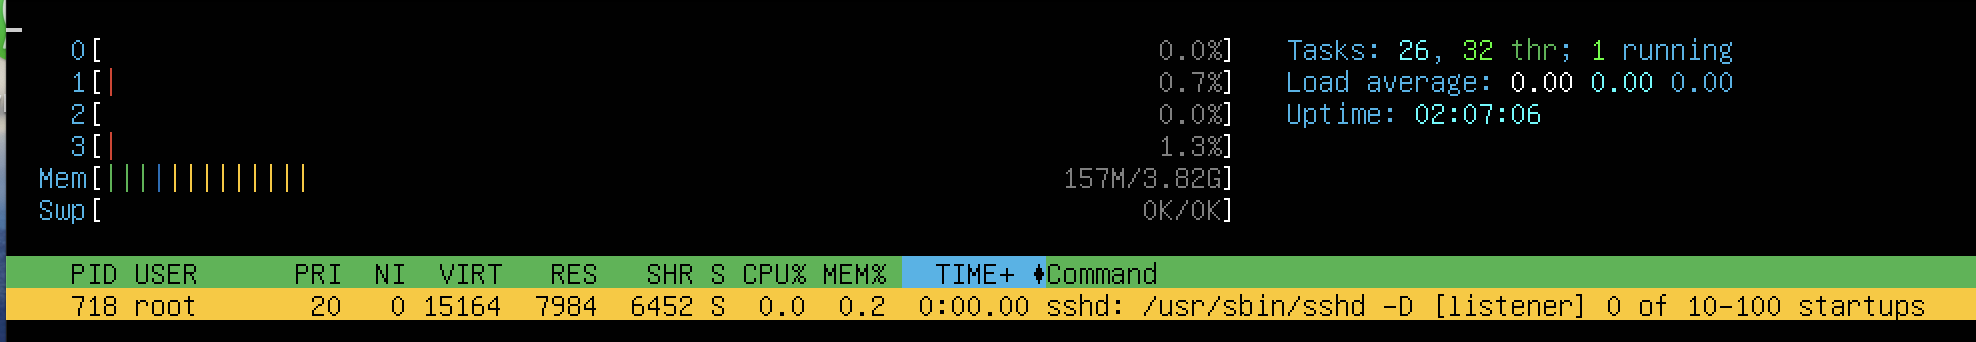 0[ 0.0%] Tasks: 26, 32 thr; 1 running
1[| 0.7%] Load average: 0.00 0.00 0.00
2[ 0.0%] Uptime: 02:07:06
3[| 1.3%]
Mem[||||||||||||| 157M/3.82G]
Swp[ 0K/0K]
PID USER PRI NI VIRT RES SHR S CPU% MEM% TIME+ Command
718 root 20 0 15164 7984 6452 S 0.0 0.2 0:00.00 sshd: /usr/sbin/sshd -D [listener] 0 of 10-100 startups